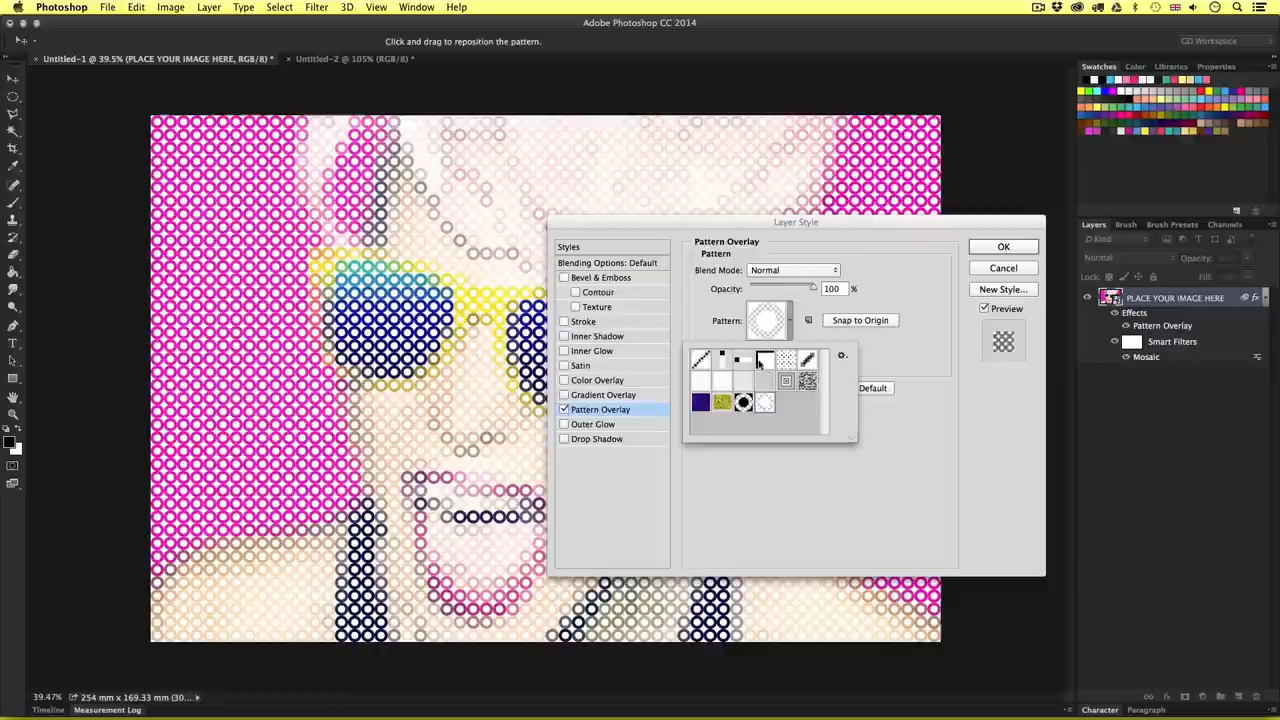 Photoshop File Edit Image Layer Type Select Filter 3D View Window Help
Adobe Photoshop CC 2014
Click and drag to reposition the pattern.
GD Workspace
Untitled-1 @ 39.5% (PLACE YOUR IMAGE HERE, RGB/8) *
Untitled-2 @ 105% (RGB/8) *
Swatches Color Libraries Properties
Layer Style
Styles
Blending Options: Default
Bevel & Emboss
Contour
Texture
Stroke
Inner Shadow
Inner Glow
Satin
Color Overlay
Gradient Overlay
Pattern Overlay
Outer Glow
Drop Shadow
Pattern Overlay
Pattern
Blend Mode: Normal
Opacity: 100 %
Pattern: Snap to Origin
Default
OK
Cancel
New Style...
Preview
Layers Brush Brush Presets Channels
Kind
Normal Opacity:
Lock: Fill:
PLACE YOUR IMAGE HERE fx
Effects
Pattern Overlay
Smart Filters
Mosaic
39.47% 254 mm x 169.33 mm (30...
Timeline Measurement Log
Character Paragraph